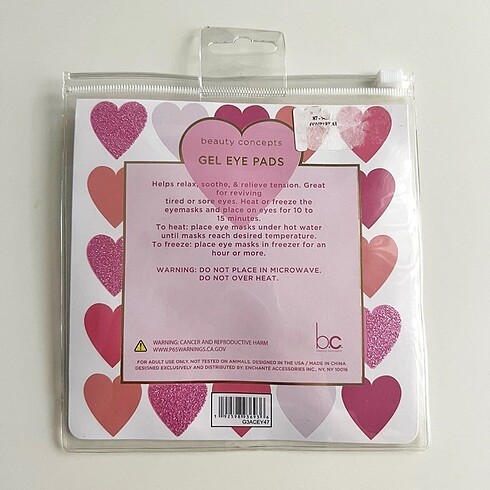 beauty concepts
GEL EYE PADS
Helps relax, soothe, & relieve tension. Great
for reviving
tired or sore eyes. Heat or freeze the
eyemasks and place on eyes for 10 to
15 minutes.
To heat: place eye masks under hot water
until masks reach desired temperature.
To freeze: place eye masks in freezer for an
hour or more.
WARNING: DO NOT PLACE IN MICROWAVE.
DO NOT OVER HEAT.
bc
WARNING: CANCER AND REPRODUCTIVE HARM
WWW.P65WARNINGS.CA.GOV
FOR ADULT USE ONLY. NOT TESTED ON ANIMALS. DESIGNED IN THE USA / MADE IN CHINA
DESIGNED EXCLUSIVELY AND DISTRIBUTED BY: ENCHANTÉ ACCESSORIES INC., NY, NY 10016
G3ACEY47